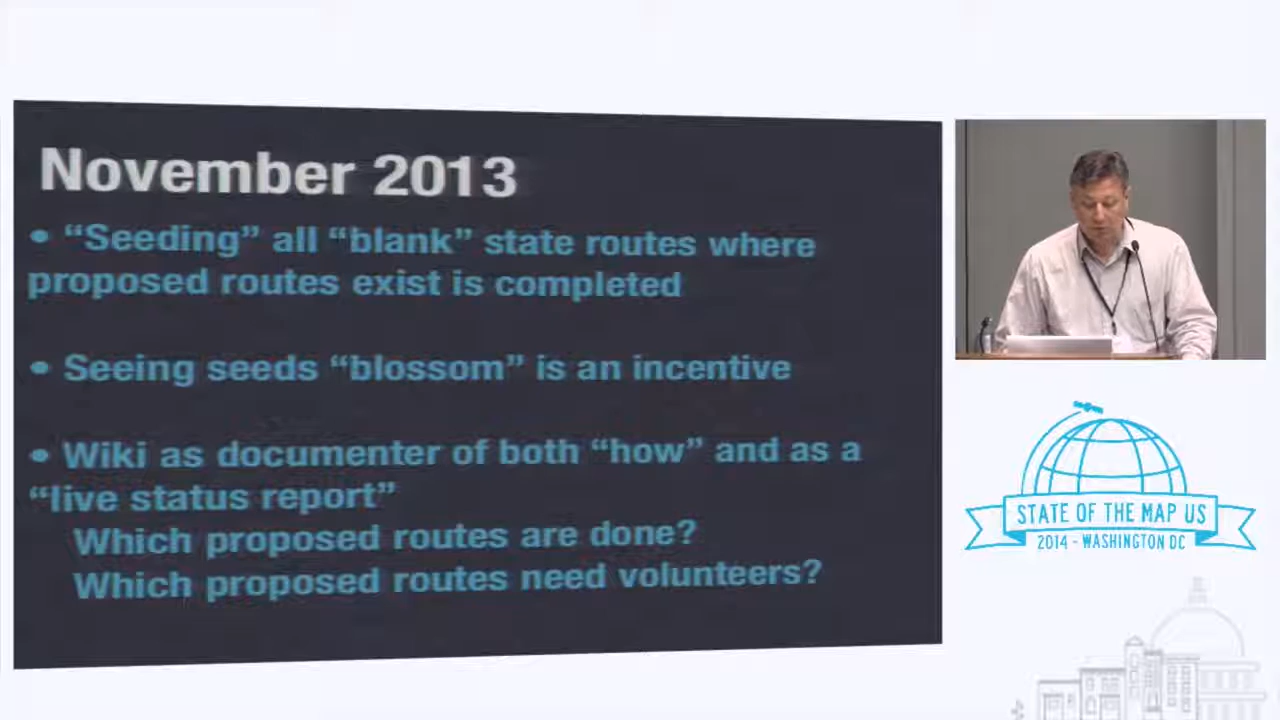 November 2013
• “Seeding” all “blank” state routes where
proposed routes exist is completed
• Seeing seeds “blossom” is an incentive
• Wiki as documenter of both “how” and as a
“live status report”
Which proposed routes are done?
Which proposed routes need volunteers?
STATE OF THE MAP US
2014 - WASHINGTON DC